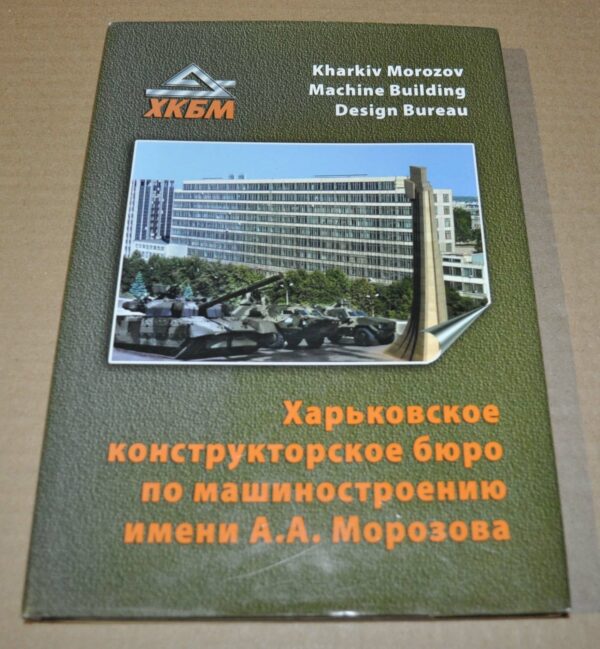 ХКБМ
Kharkiv Morozov
Machine Building
Design Bureau
Харьковское
конструкторское бюро
по машиностроению
имени А.А. Морозова